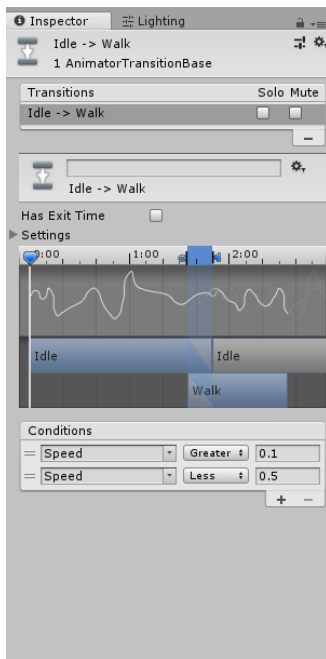 Inspector Lighting
Idle -> Walk
1 AnimatorTransitionBase
Transitions Solo Mute
Idle -> Walk
Idle -> Walk
Has Exit Time
Settings
0:00 1:00 2:00
Idle Idle
Walk
Conditions
Speed Greater 0.1
Speed Less 0.5